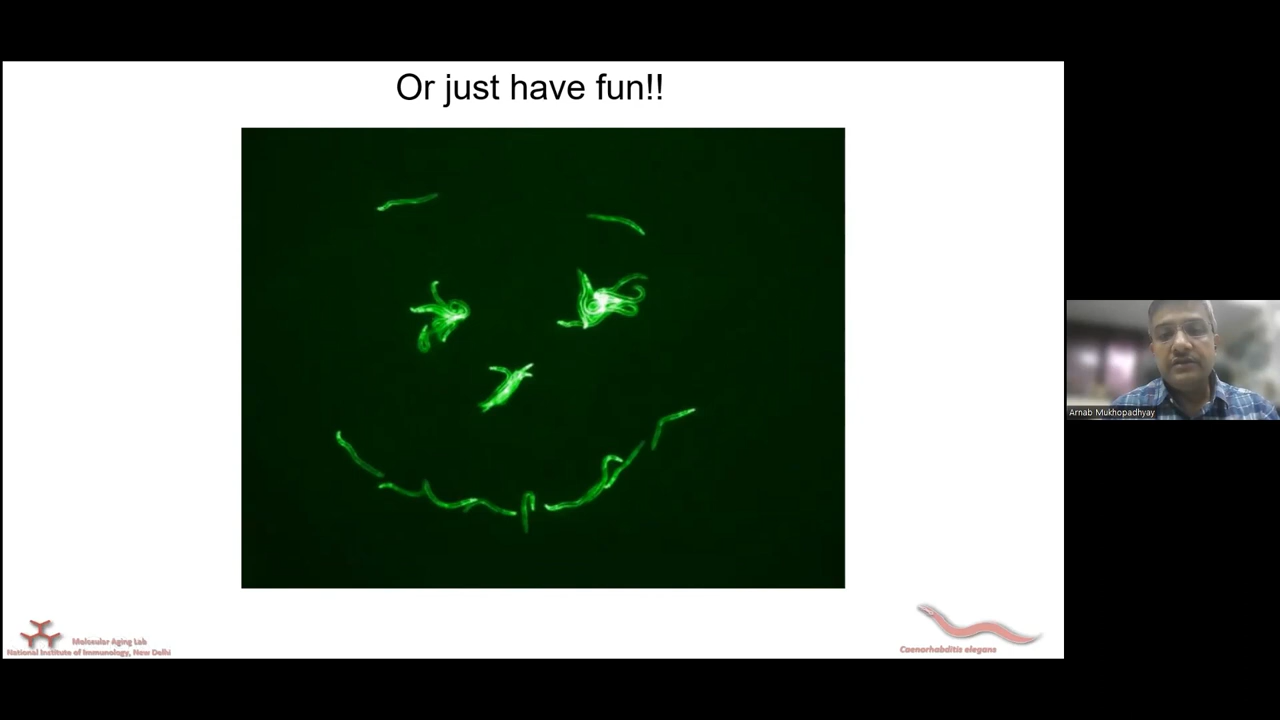 Or just have fun!!
Arnab Mukhopadhyay
Molecular Aging Lab
National Institute of Immunology, New Delhi
Caenorhabditis elegans